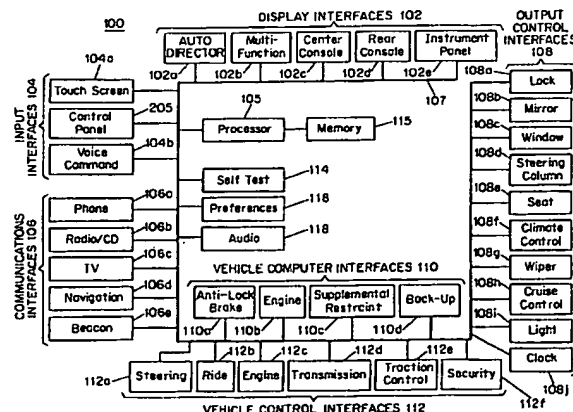 100
DISPLAY INTERFACES 102
AUTO DIRECTOR
Multi-Function
Center Console
Rear Console
Instrument Panel
102a
102b
102c
102d
102e
107
OUTPUT CONTROL INTERFACES 108
108a
Lock
108b
Mirror
108c
Window
108d
Steering Column
108e
Seat
108f
Climate Control
108g
Wiper
108h
Cruise Control
108i
Light
Clock
108j
INPUT INTERFACES 104
104a
Touch Screen
205
Control Panel
Voice Command
104b
105
Processor
Memory
115
Self Test
114
Preferences
118
Audio
118
COMMUNICATIONS INTERFACES 106
106a
Phone
106b
Radio/CD
106c
TV
106d
Navigation
106e
Beacon
VEHICLE COMPUTER INTERFACES 110
Anti-Lock Brake
Engine
Supplemental Restraint
Back-Up
110a
110b
110c
110d
112a
112b
112c
112d
112e
Steering
Ride
Engine
Transmission
Traction Control
Security
112f
VEHICLE CONTROL INTERFACES 112